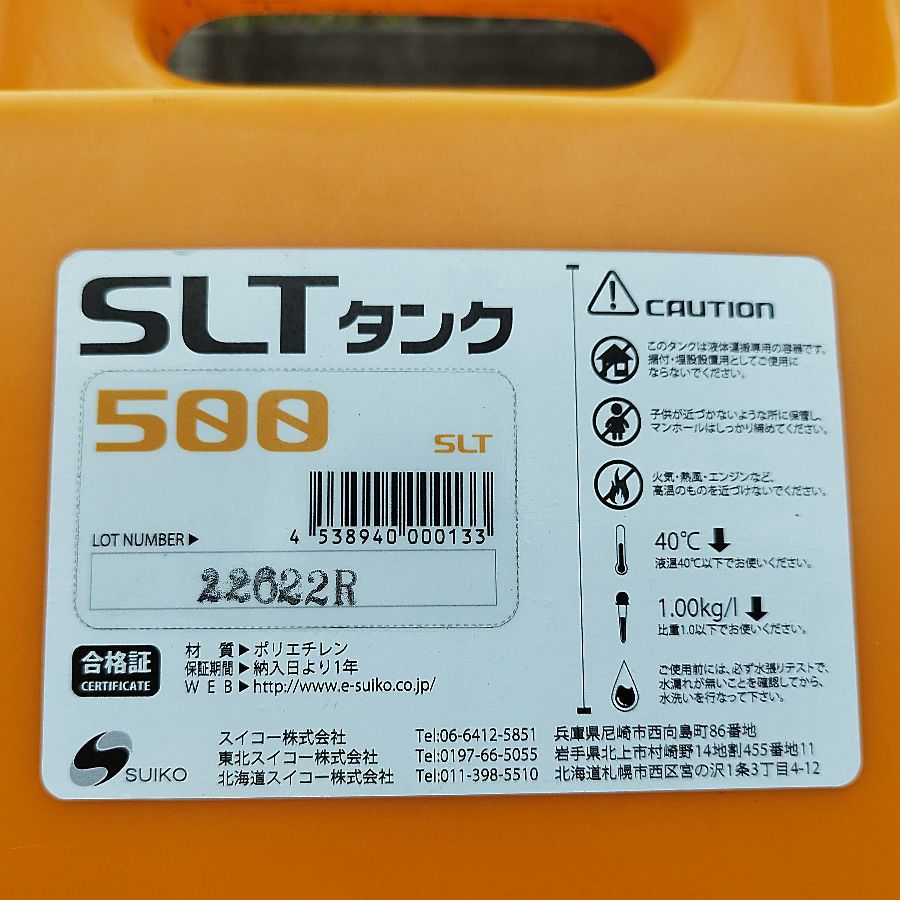 SLTタンク
500
SLT
4 538940 000133
LOT NUMBER▶
22622R
合格証
CERTIFICATE
材 質▶ポリエチレン
保証期間▶納入日より1年
W E B▶http://www.e-suiko.co.jp/
CAUTION
このタンクは液体運搬専用の容器です。
据付・埋設設置用としてご使用に
ならないでください。
子供が近づかないような所に保管し、
マンホールはしっかり締めてください。
火気・熱風・エンジンなど、
高温のものを近づけないでください。
40℃
液温40℃以下でお使いください。
1.00kg/l
比重1.0以下でお使いください。
ご使用前には、必ず水張りテストで、
水漏れが無いことを確認してから、
水洗いを行なって下さい。
SUIKO
スイコー株式会社 Tel:06-6412-5851 兵庫県尼崎市西向島町86番地
東北スイコー株式会社 Tel:0197-66-5055 岩手県北上市村崎野14地割455番地11
北海道スイコー株式会社 Tel:011-398-5510 北海道札幌市西区宮の沢1条3丁目4-12